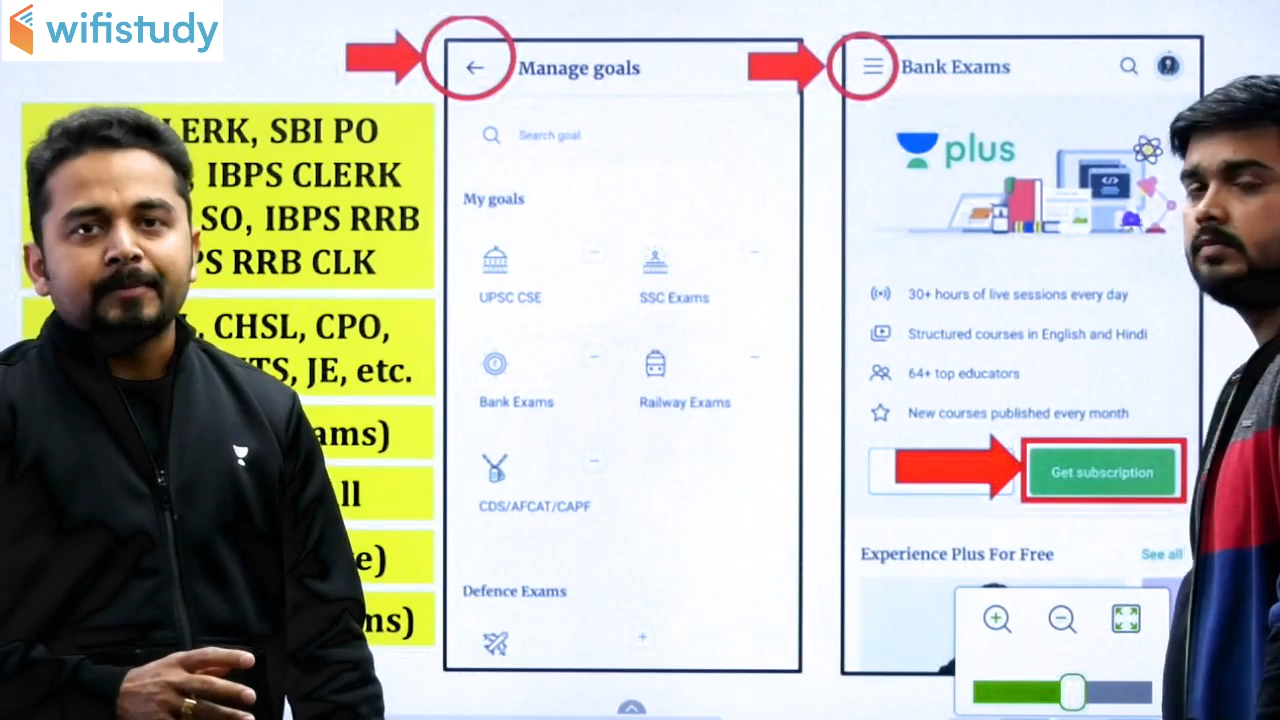 wifistudy
LERK, SBI PO
, IBPS CLERK
SO, IBPS RRB
PS RRB CLK
, CHSL, CPO,
TS, JE, etc.
ams)
ll
e)
ms)
Manage goals
Search goal
My goals
UPSC CSE
SSC Exams
Bank Exams
Railway Exams
CDS/AFCAT/CAPF
Defence Exams
Bank Exams
plus
30+ hours of live sessions every day
Structured courses in English and Hindi
64+ top educators
New courses published every month
Get subscription
Experience Plus For Free
See all